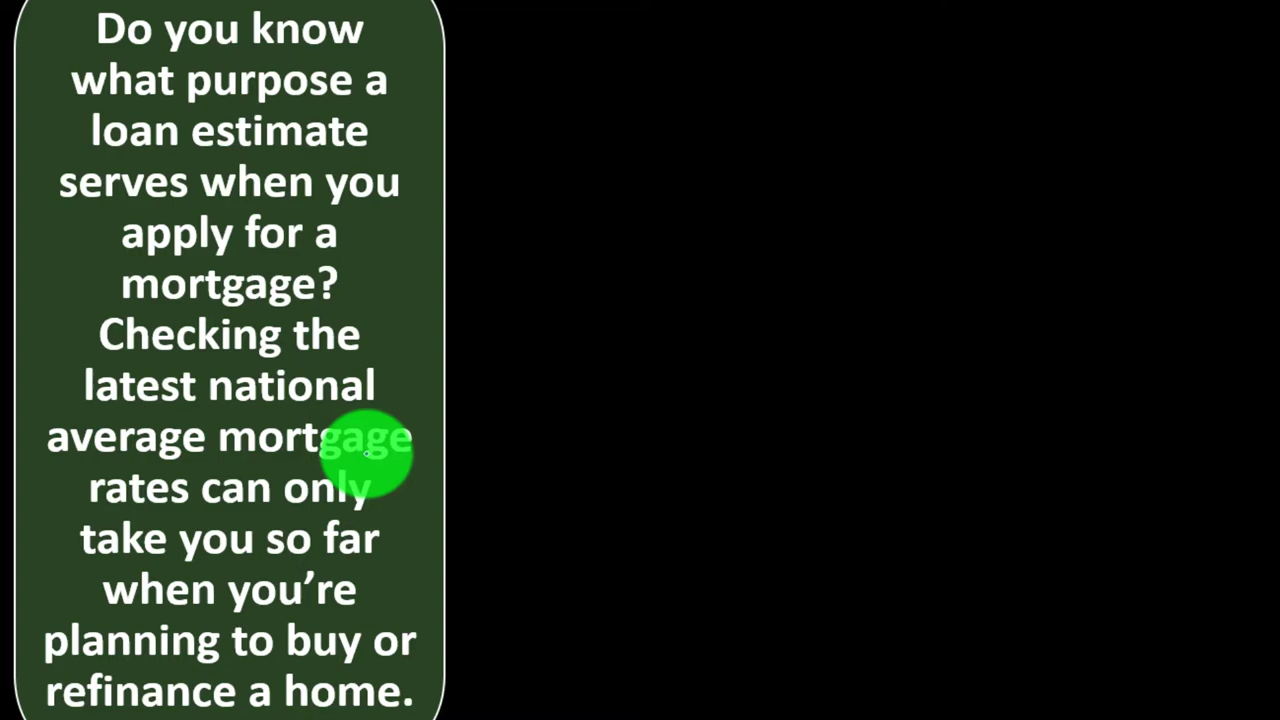 Do you know
what purpose a
loan estimate
serves when you
apply for a
mortgage?
Checking the
latest national
average mortgage
rates can only
take you so far
when you’re
planning to buy or
refinance a home.